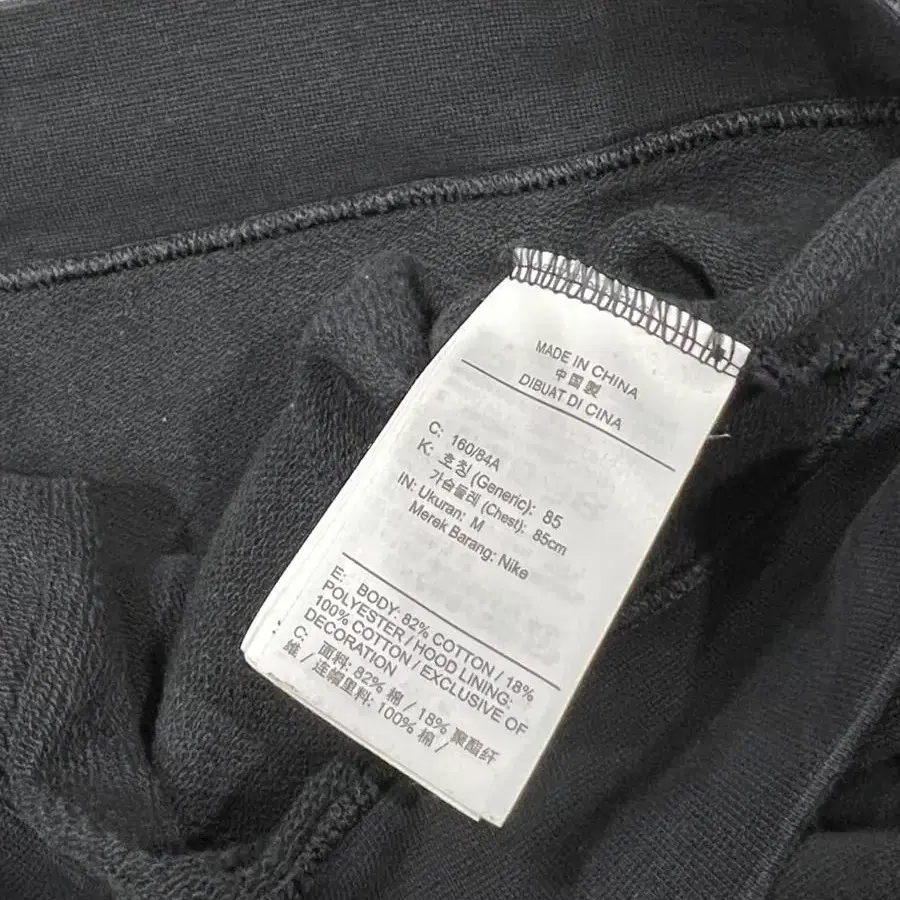 MADE IN CHINA
中国製
DIBUAT DI CINA
C: 160/84A
K: 호칭 (Generic): 85
가슴둘레 (Chest): 85cm
IN: Ukuran: M
Merek Barang: Nike
E: BODY: 82% COTTON / 18%
POLYESTER / HOOD LINING:
100% COTTON / EXCLUSIVE OF
DECORATION
C: 面料: 82% 棉 / 18% 聚酯纤
维 / 连帽里料: 100% 棉 /